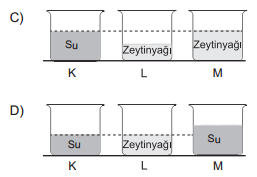 C)
Su Zeytinyağı Zeytinyağı
K L M
D)
Su Zeytinyağı Su
K L M